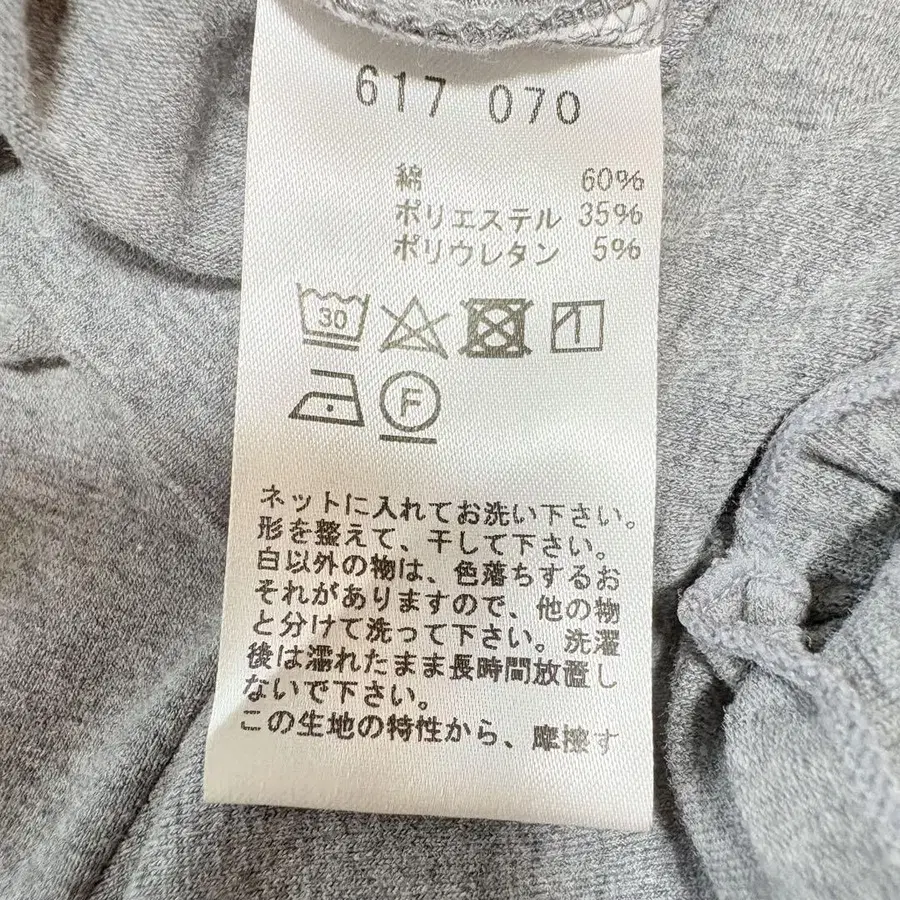 617 070
綿 60%
ポリエステル 35%
ポリウレタン 5%
30
F
ネットに入れてお洗い下さい。
形を整えて、干して下さい。
白以外の物は、色落ちするお
それがありますので、他の物
と分けて洗って下さい。洗濯
後は濡れたまま長時間放置し
ないで下さい。
この生地の特性から、摩擦す